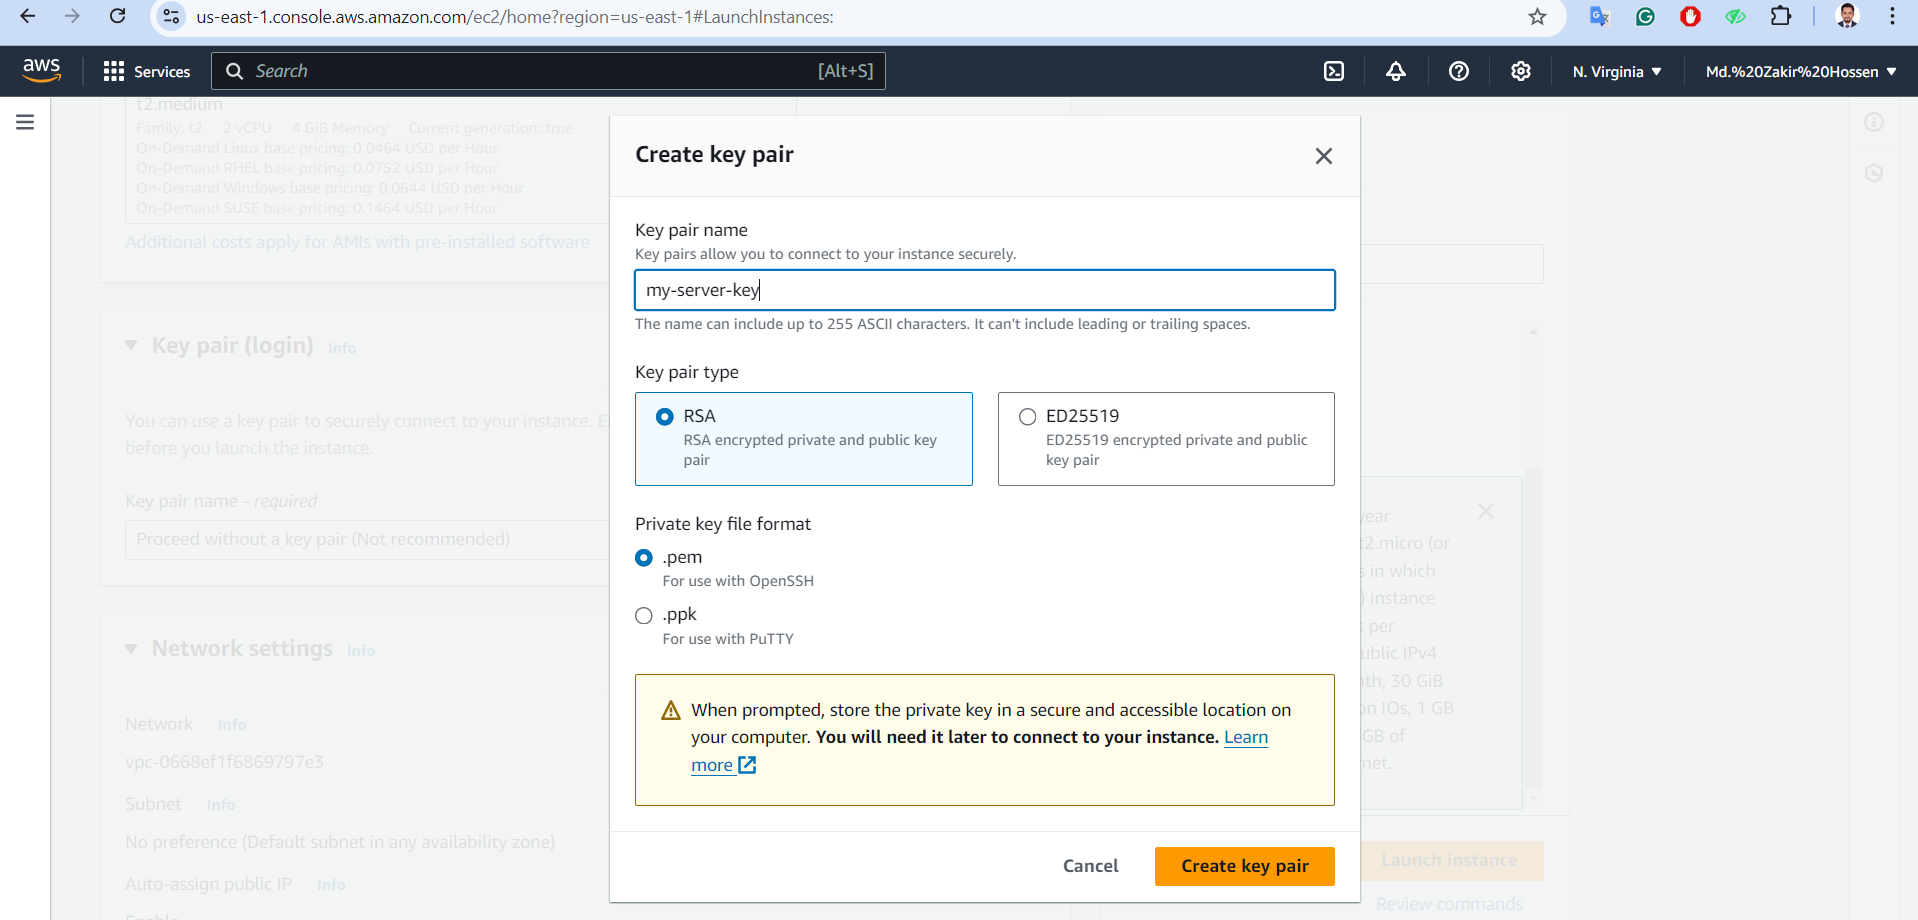 us-east-1.console.aws.amazon.com/ec2/home?region=us-east-1#LaunchInstances:
aws
Services
Search
[Alt+S]
N. Virginia
Md.%20Zakir%20Hossen
t2.medium
Family: t2 2 vCPU 4 GiB Memory Current generation: true
On-Demand Linux base pricing: 0.0464 USD per Hour
On-Demand RHEL base pricing: 0.0752 USD per Hour
On-Demand Windows base pricing: 0.0644 USD per Hour
On-Demand SUSE base pricing: 0.1464 USD per Hour
Additional costs apply for AMIs with pre-installed software
Key pair (login) Info
You can use a key pair to securely connect to your instance.
before you launch the instance.
Key pair name - required
Proceed without a key pair (Not recommended)
Network settings Info
Network Info
vpc-0668ef1f6869797e3
Subnet Info
No preference (Default subnet in any availability zone)
Auto-assign public IP Info
Create key pair
Key pair name
Key pairs allow you to connect to your instance securely.
my-server-key
The name can include up to 255 ASCII characters. It can't include leading or trailing spaces.
Key pair type
RSA
RSA encrypted private and public key
pair
ED25519
ED25519 encrypted private and public
key pair
Private key file format
.pem
For use with OpenSSH
.ppk
For use with PuTTY
When prompted, store the private key in a secure and accessible location on
your computer. You will need it later to connect to your instance. Learn
more
Cancel
Create key pair
year
t2.micro (or
s in which
) instance
s per
ublic IPv4
nth, 30 GiB
on IOs, 1 GB
GB of
rnet.
Launch instance
Review commands